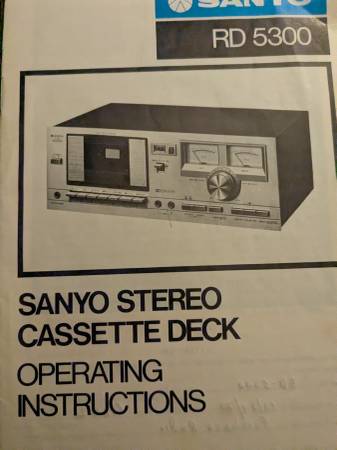 SANYO
RD 5300
SANYO STEREO
CASSETTE DECK
OPERATING
INSTRUCTIONS